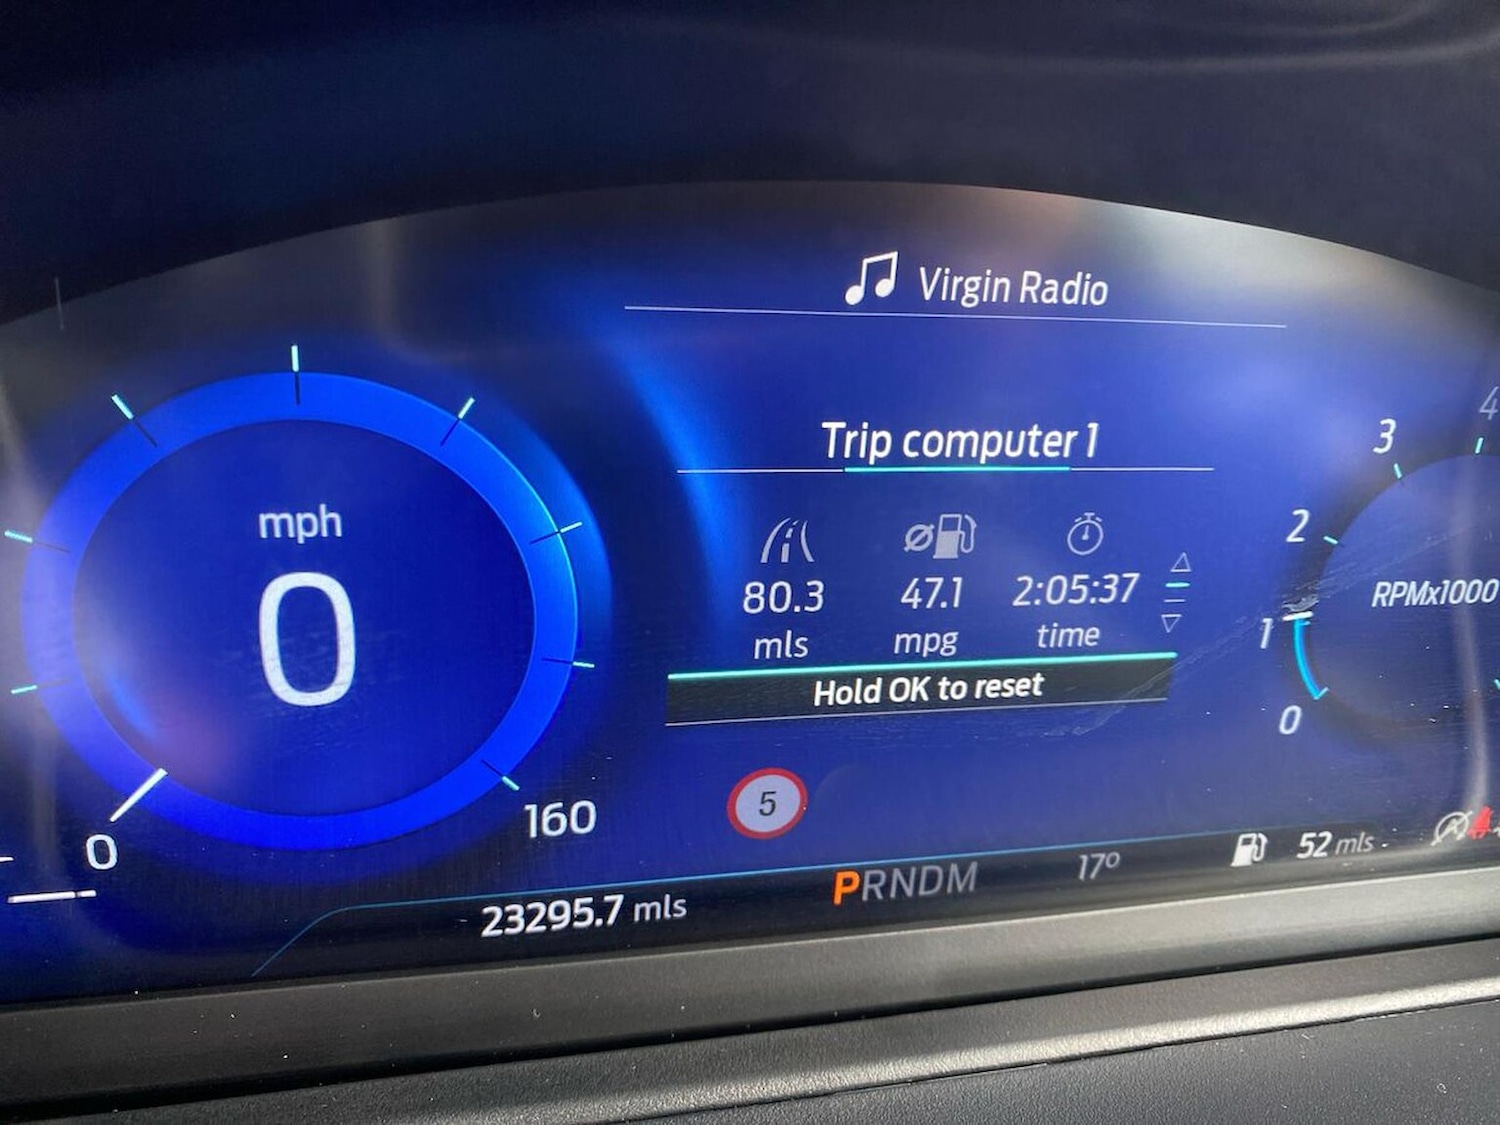 Virgin Radio
Trip computer 1
80.3 47.1 2:05:37
mls mpg time
Hold OK to reset
mph
0
0
160
5
4
3
2
1
0
RPMx1000
23295.7 mls
PRNDM
17°
52 mls